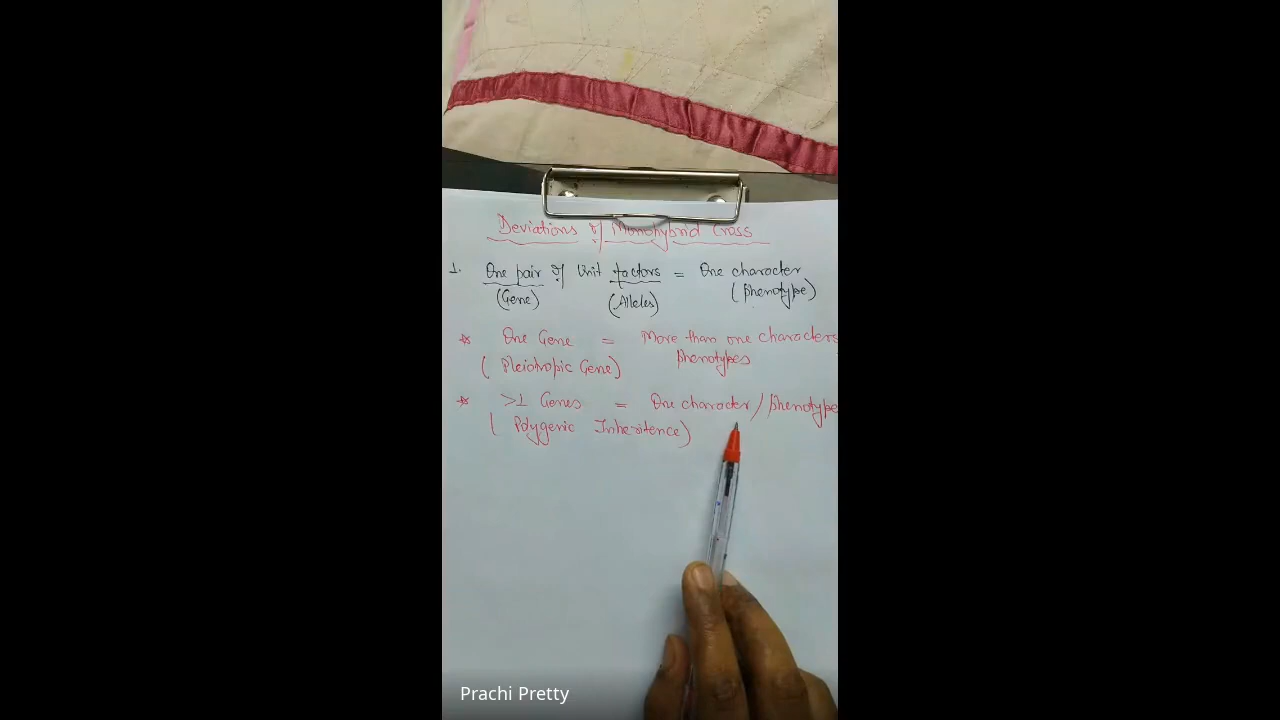 Deviations of Monohybrid Cross
1. One pair of Unit factors = One character
(Gene) (Alleles) (phenotype)
☆ One Gene = More than one characters
(Pleiotropic Gene) phenotypes
☆ >1 Genes = One character/phenotype
( Polygenic Inheritence)
Prachi Pretty